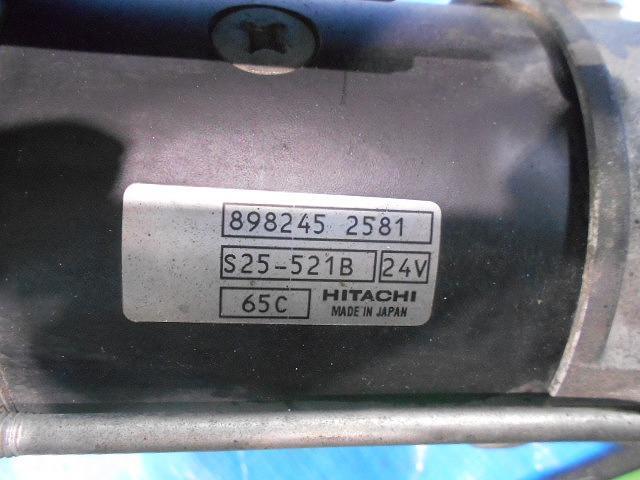 898245 2581
S25-521B 24V
65C HITACHI
MADE IN JAPAN